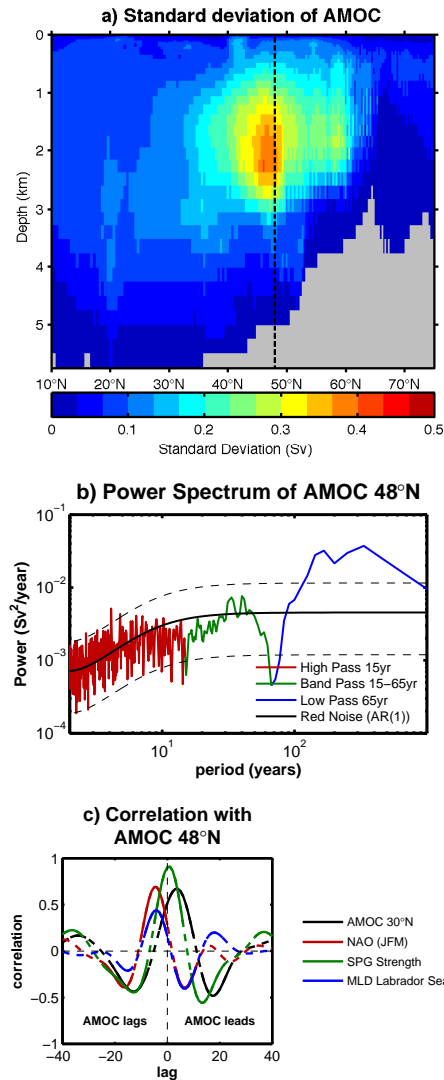 a) Standard deviation of AMOC
0
1
2
3
4
5
Depth (km)
10°N 20°N 30°N 40°N 50°N 60°N 70°N
0 0.1 0.2 0.3 0.4 0.5
Standard Deviation (Sv)
b) Power Spectrum of AMOC 48°N
10⁻¹
10⁻²
10⁻³
10⁻⁴
Power (Sv²/year)
High Pass 15yr
Band Pass 15−65yr
Low Pass 65yr
Red Noise (AR(1))
10¹ 10² 10³
period (years)
c) Correlation with
AMOC 48°N
1
0.5
0
−0.5
−1
correlation
AMOC lags AMOC leads
−40 −20 0 20 40
lag
AMOC 30°N
NAO (JFM)
SPG Strength
MLD Labrador Sea